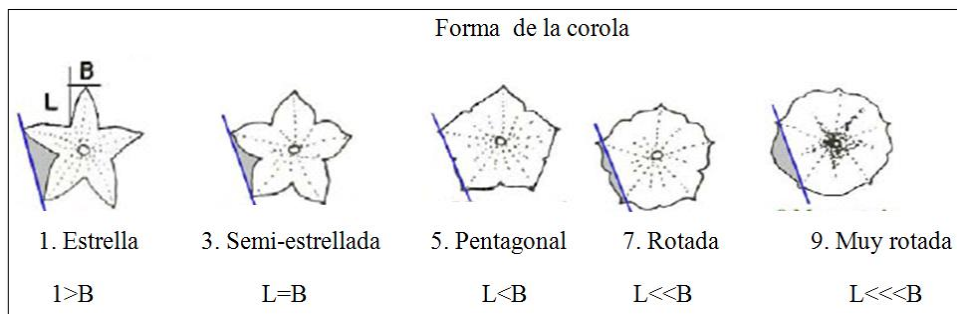 Forma de la corola
B
L
1. Estrella 3. Semi-estrellada 5. Pentagonal 7. Rotada 9. Muy rotada
1>B L=B L<B L<<B L<<<B